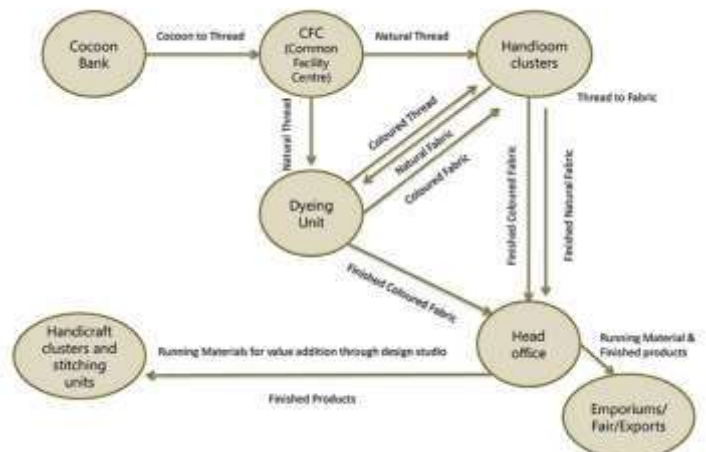 Cocoon
Bank
Cocoon to Thread
CFC
(Common
Facility
Centre)
Natural Thread
Handloom
clusters
Thread to Fabric
Natural Thread
Coloured Thread
Natural Fabric
Coloured Fabric
Finished Coloured Fabric
Finished Natural Fabric
Dyeing
Unit
Finished Coloured Fabric
Handicraft
clusters and
stitching
units
Running Materials for value addition through design studio
Finished Products
Head
office
Running Material &
Finished products
Emporiums/
Fair/Exports